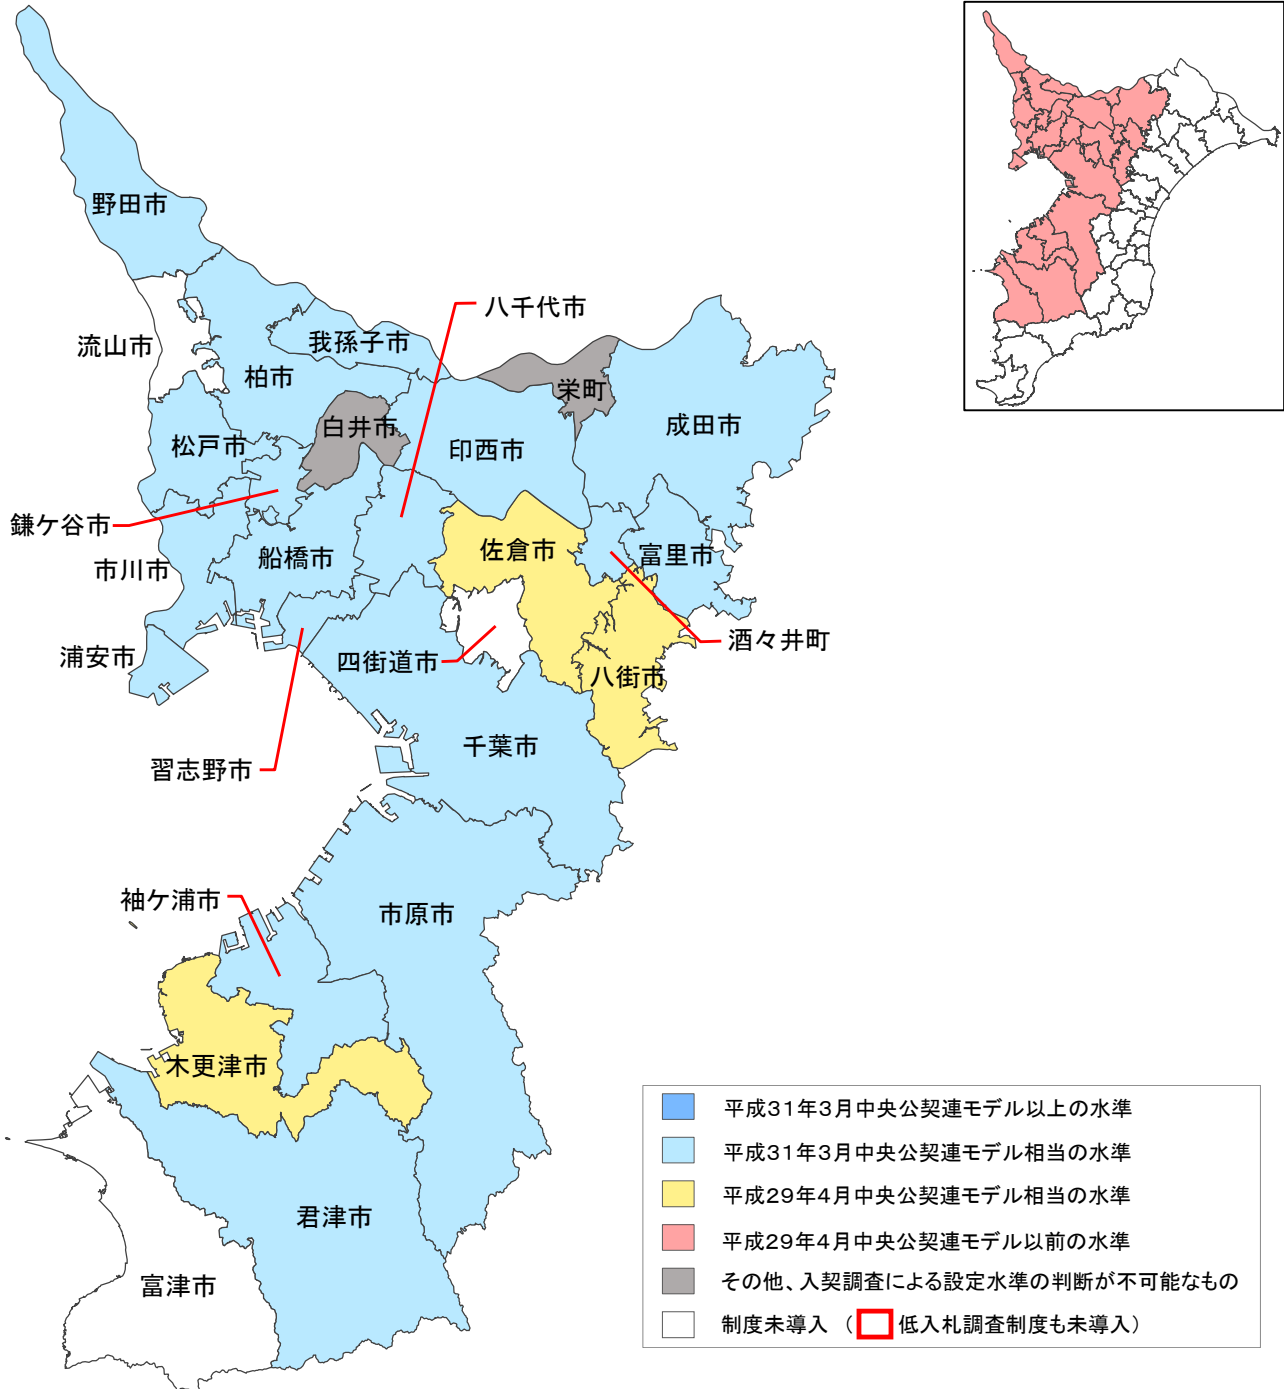 野田市
八千代市
流山市
我孫子市
柏市
栄町
白井市
成田市
松戸市
印西市
鎌ケ谷市
佐倉市
富里市
船橋市
市川市
酒々井町
浦安市
四街道市
八街市
千葉市
習志野市
袖ケ浦市
市原市
木更津市
君津市
富津市
平成31年3月中央公契連モデル以上の水準
平成31年3月中央公契連モデル相当の水準
平成29年4月中央公契連モデル相当の水準
平成29年4月中央公契連モデル以前の水準
その他、入契調査による設定水準の判断が不可能なもの
制度未導入 （ 低入札調査制度も未導入）